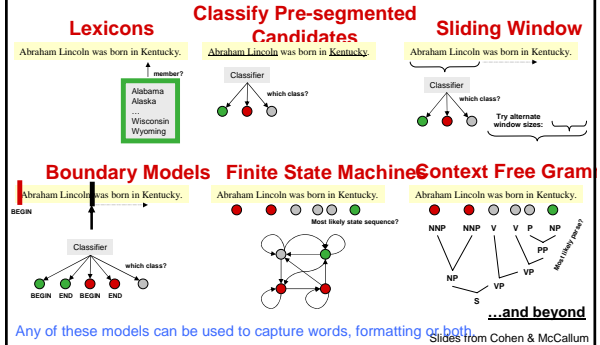 Lexicons
Abraham Lincoln was born in Kentucky.
member?
Alabama
Alaska
…
Wisconsin
Wyoming
Classify Pre-segmented
Candidates
Abraham Lincoln was born in Kentucky.
Classifier
which class?
Sliding Window
Abraham Lincoln was born in Kentucky.
Classifier
which class?
Try alternate
window sizes:
Boundary Models
Abraham Lincoln was born in Kentucky.
BEGIN
Classifier
which class?
BEGIN END BEGIN END
Finite State Machines
Abraham Lincoln was born in Kentucky.
Most likely state sequence?
Context Free Gram
Abraham Lincoln was born in Kentucky.
NNP NNP V V P NP
Most likely parse?
PP
VP
NP
VP
S
…and beyond
Any of these models can be used to capture words, formatting or both.
Slides from Cohen & McCallum